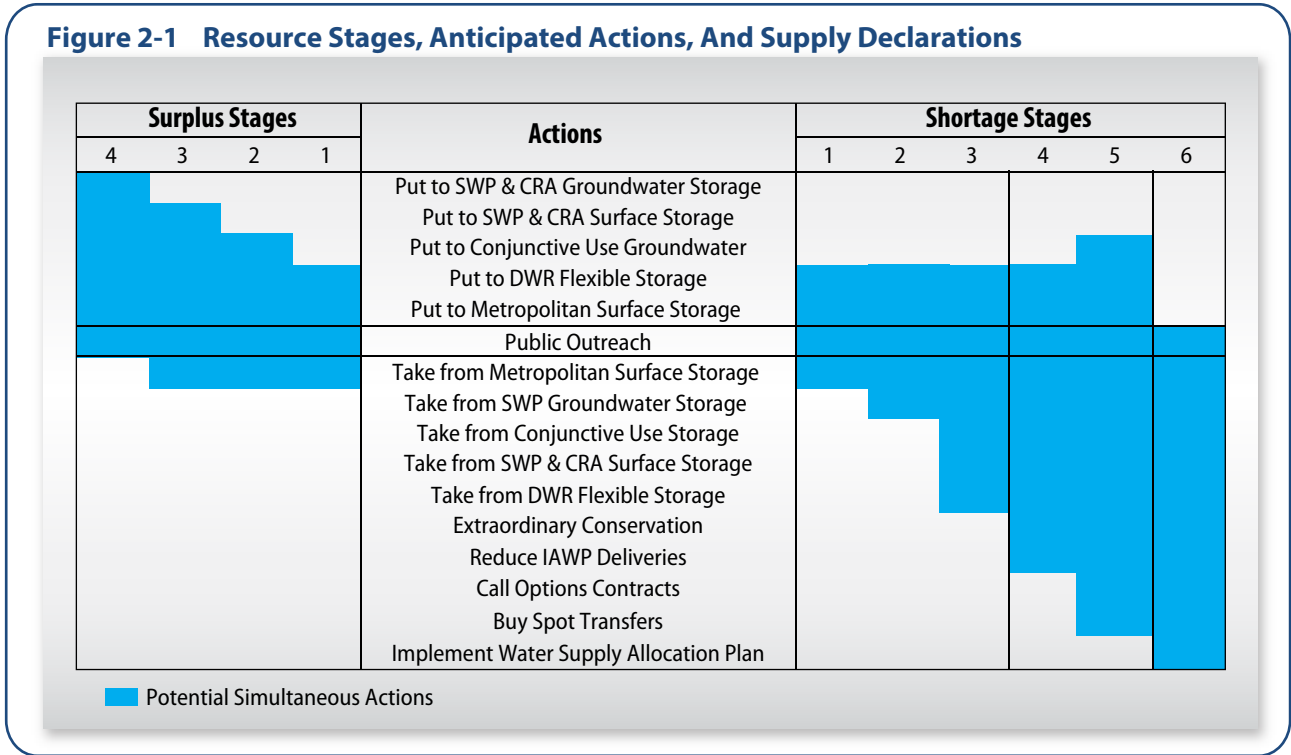 Figure 2-1 Resource Stages, Anticipated Actions, And Supply Declarations
Surplus Stages
Actions
Shortage Stages
4 3 2 1
1 2 3 4 5 6
Put to SWP & CRA Groundwater Storage
Put to SWP & CRA Surface Storage
Put to Conjunctive Use Groundwater
Put to DWR Flexible Storage
Put to Metropolitan Surface Storage
Public Outreach
Take from Metropolitan Surface Storage
Take from SWP Groundwater Storage
Take from Conjunctive Use Storage
Take from SWP & CRA Surface Storage
Take from DWR Flexible Storage
Extraordinary Conservation
Reduce IAWP Deliveries
Call Options Contracts
Buy Spot Transfers
Implement Water Supply Allocation Plan
Potential Simultaneous Actions